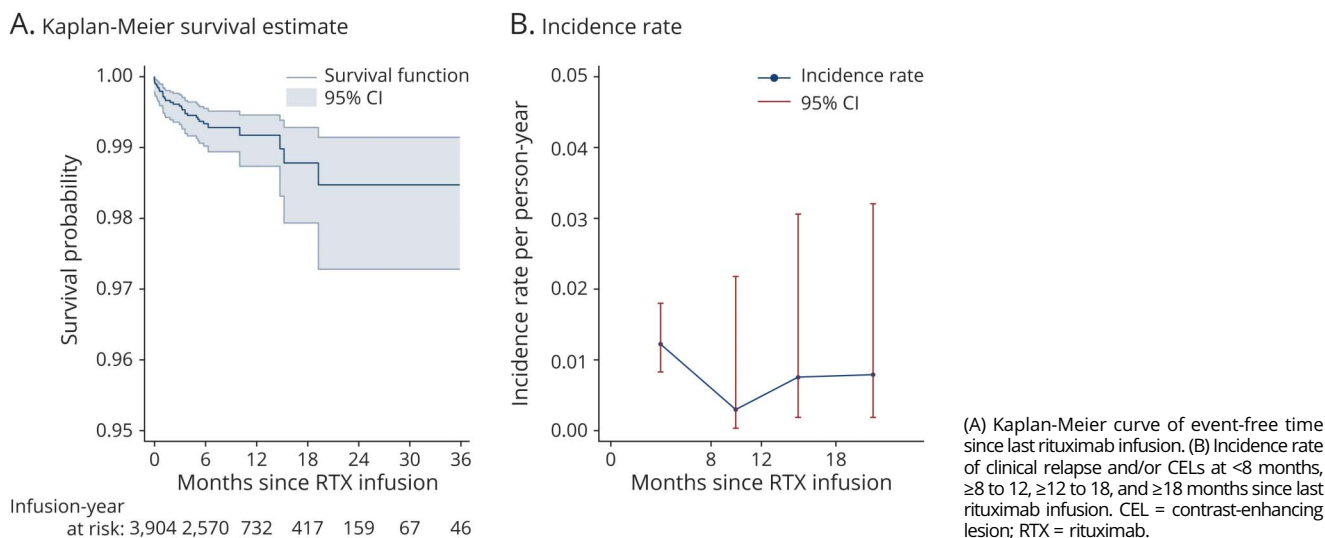 A. Kaplan-Meier survival estimate
1.00
0.99
0.98
0.97
0.96
0.95
Survival probability
Survival function
95% CI
0 6 12 18 24 30 36
Months since RTX infusion
Infusion-year
at risk: 3,904 2,570 732 417 159 67 46
B. Incidence rate
0.05
0.04
0.03
0.02
0.01
0.00
Incidence rate per person-year
Incidence rate
95% CI
0 8 12 18
Months since RTX infusion
(A) Kaplan-Meier curve of event-free time
since last rituximab infusion. (B) Incidence rate
of clinical relapse and/or CELs at <8 months,
≥8 to 12, ≥12 to 18, and ≥18 months since last
rituximab infusion. CEL = contrast-enhancing
lesion; RTX = rituximab.